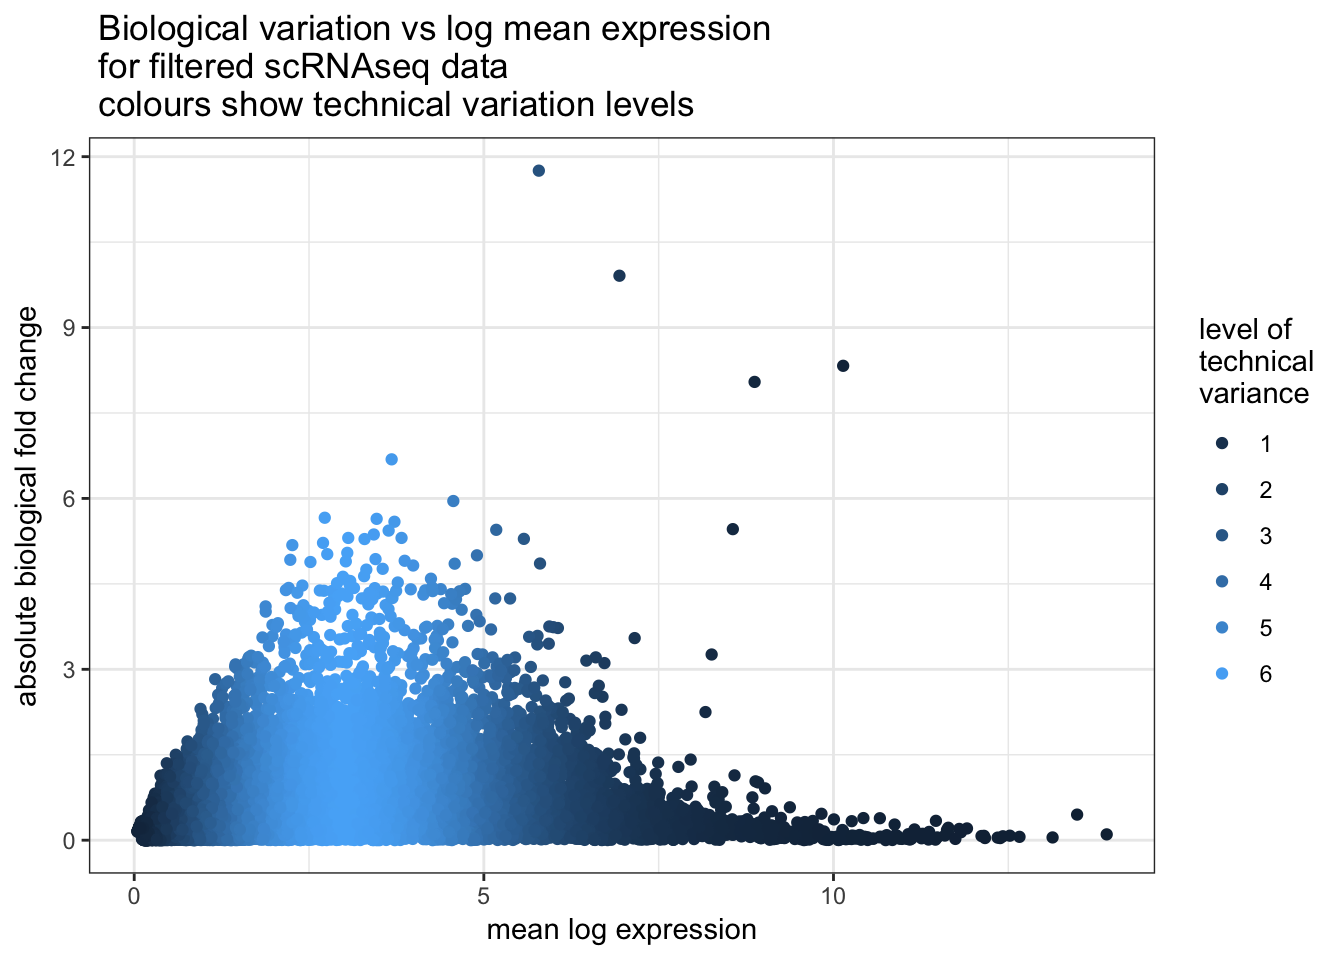 Biological variation vs log mean expression
for filtered scRNAseq data
colours show technical variation levels
absolute biological fold change
12
9
6
3
0
0
5
10
mean log expression
level of
technical
variance
1
2
3
4
5
6